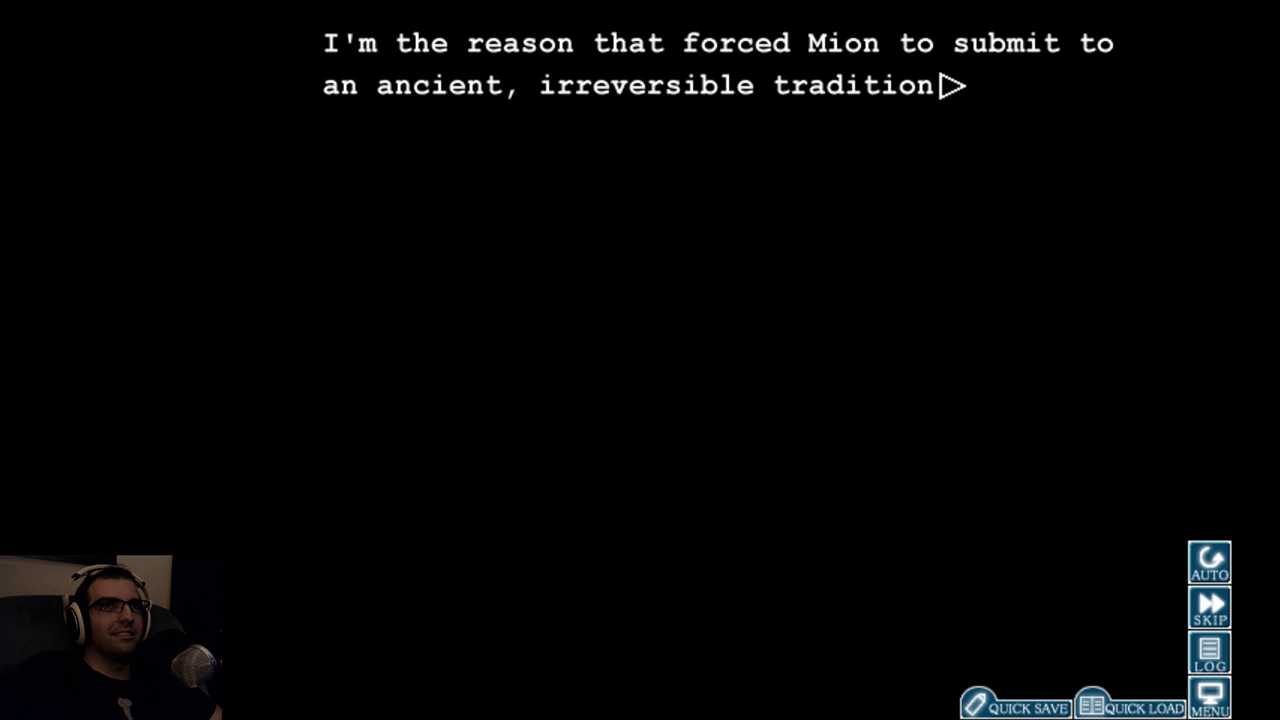 I'm the reason that forced Mion to submit to
an ancient, irreversible tradition
AUTO
SKIP
LOG
QUICK SAVE
QUICK LOAD
MENU